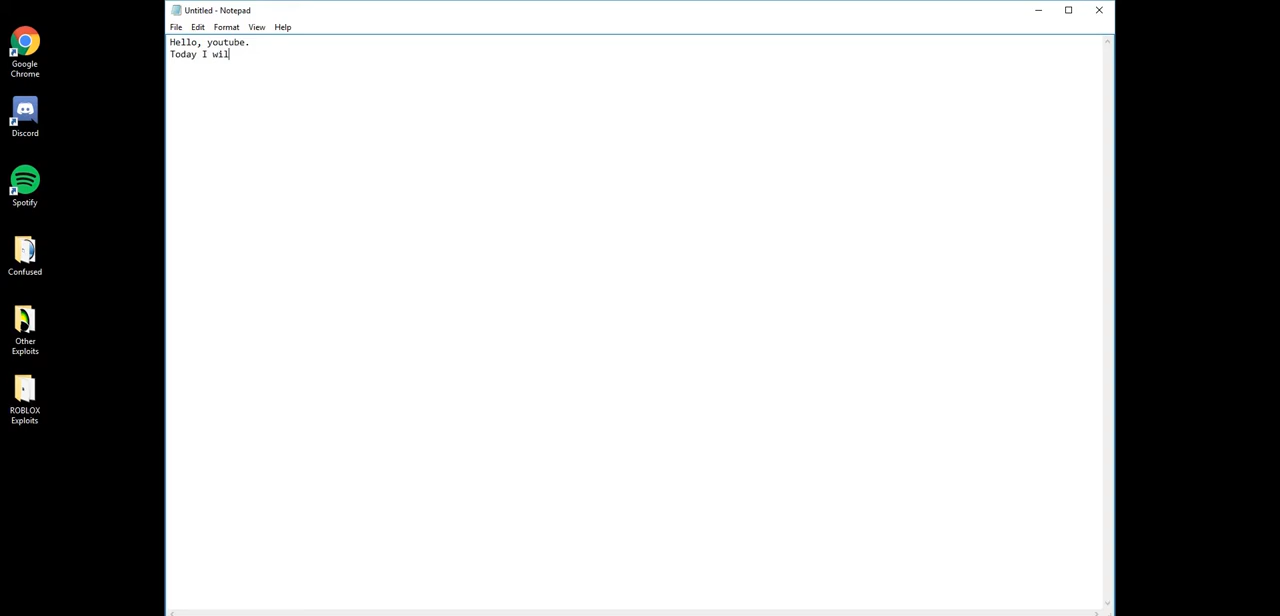 Untitled - Notepad
File Edit Format View Help
Hello, youtube.
Today I wil
Google
Chrome
Discord
Spotify
Confused
Other
Exploits
ROBLOX
Exploits